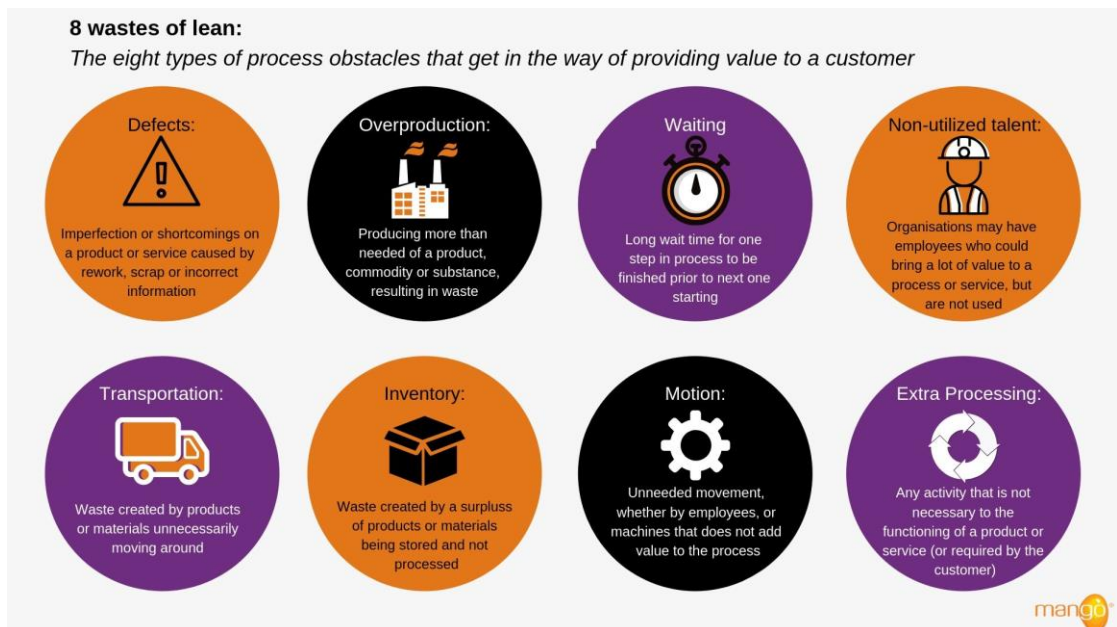 8 wastes of lean:
The eight types of process obstacles that get in the way of providing value to a customer
Defects:
Imperfection or shortcomings on
a product or service caused by
rework, scrap or incorrect
information
Overproduction:
Producing more than
needed of a product,
commodity or substance,
resulting in waste
Waiting
Long wait time for one
step in process to be
finished prior to next one
starting
Non-utilized talent:
Organisations may have
employees who could
bring a lot of value to a
process or service, but
are not used
Transportation:
Waste created by products
or materials unnecessarily
moving around
Inventory:
Waste created by a surpluss
of products or materials
being stored and not
processed
Motion:
Unneeded movement,
whether by employees, or
machines that does not add
value to the process
Extra Processing:
Any activity that is not
necessary to the
functioning of a product or
service (or required by the
customer)
mango